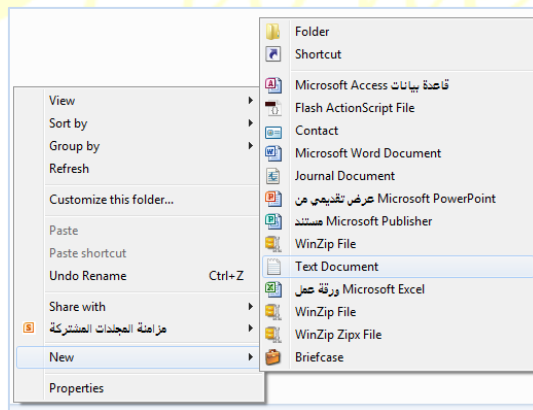 View
Sort by
Group by
Refresh
Customize this folder...
Paste
Paste shortcut
Undo Rename Ctrl+Z
Share with
مزامنة المجلدات المشتركة
New
Properties
Folder
Shortcut
قاعدة بيانات Microsoft Access
Flash ActionScript File
Contact
Microsoft Word Document
Journal Document
عرض تقديمي من Microsoft PowerPoint
مستند Microsoft Publisher
WinZip File
Text Document
ورقة عمل Microsoft Excel
WinZip File
WinZip Zipx File
Briefcase